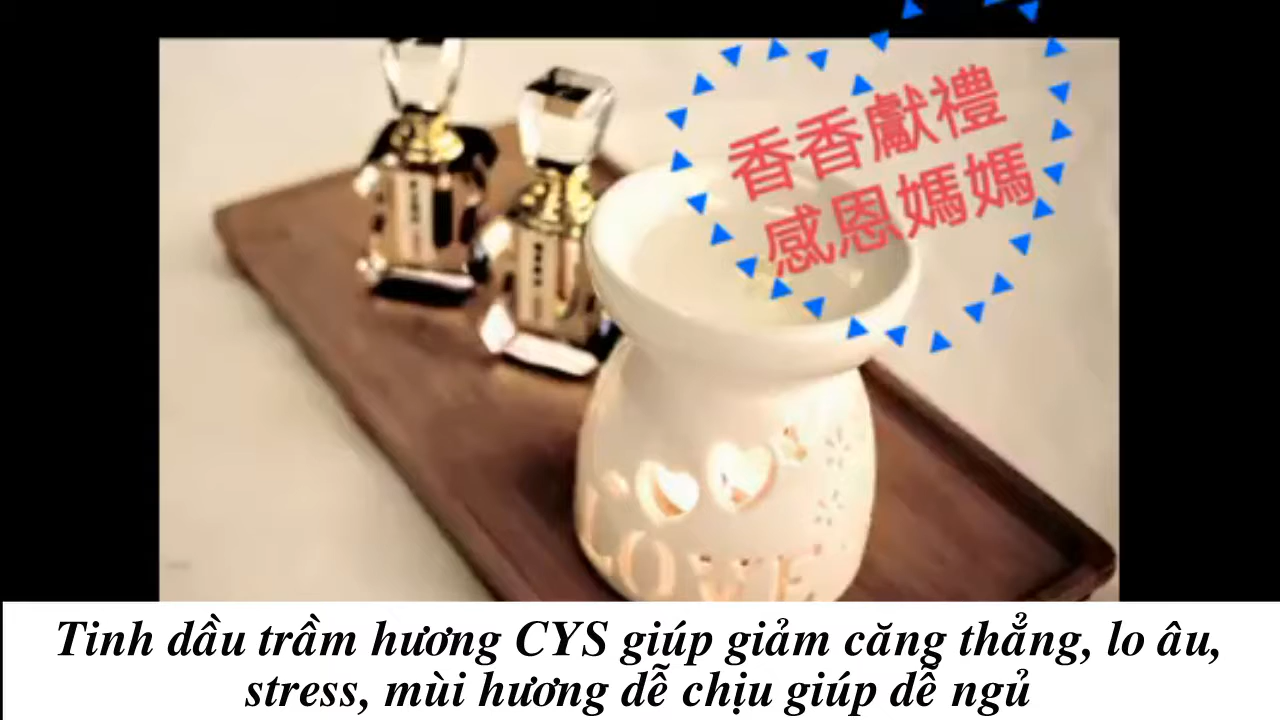 香香獻禮
感恩媽媽
LOVE
Tinh dầu trầm hương CYS giúp giảm căng thẳng, lo âu,
stress, mùi hương dễ chịu giúp dễ ngủ